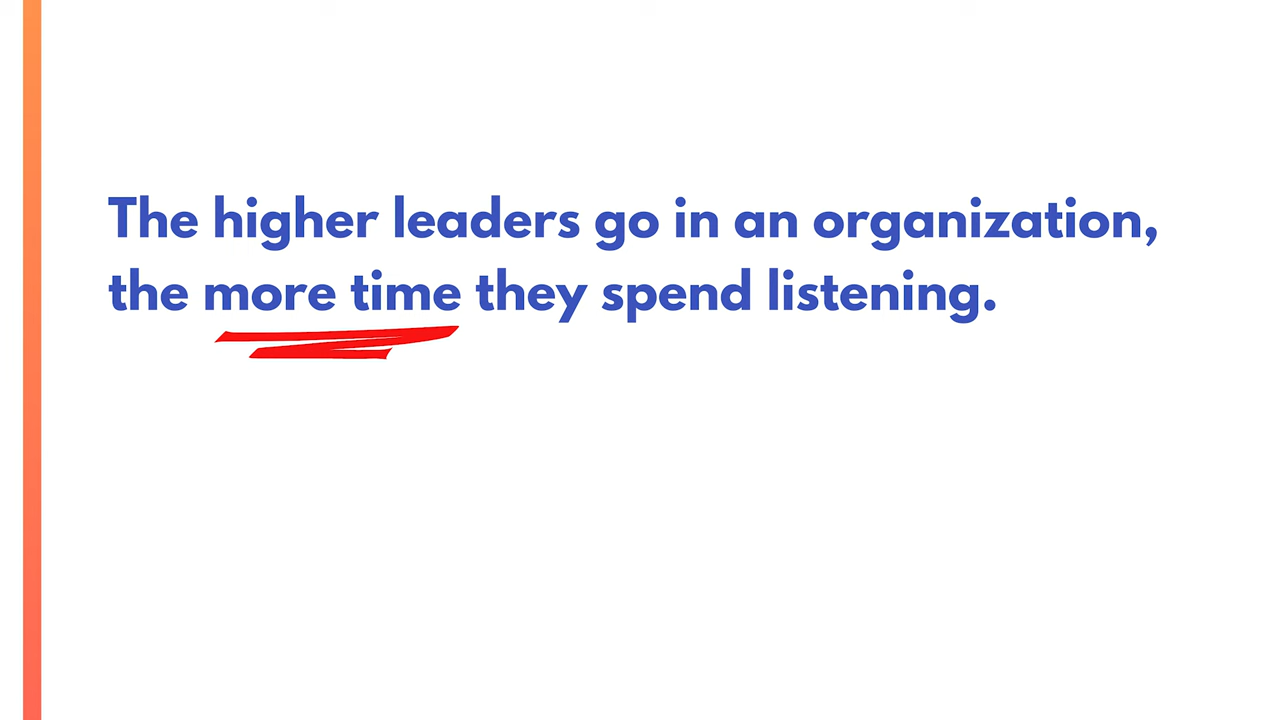 The higher leaders go in an organization,
the more time they spend listening.